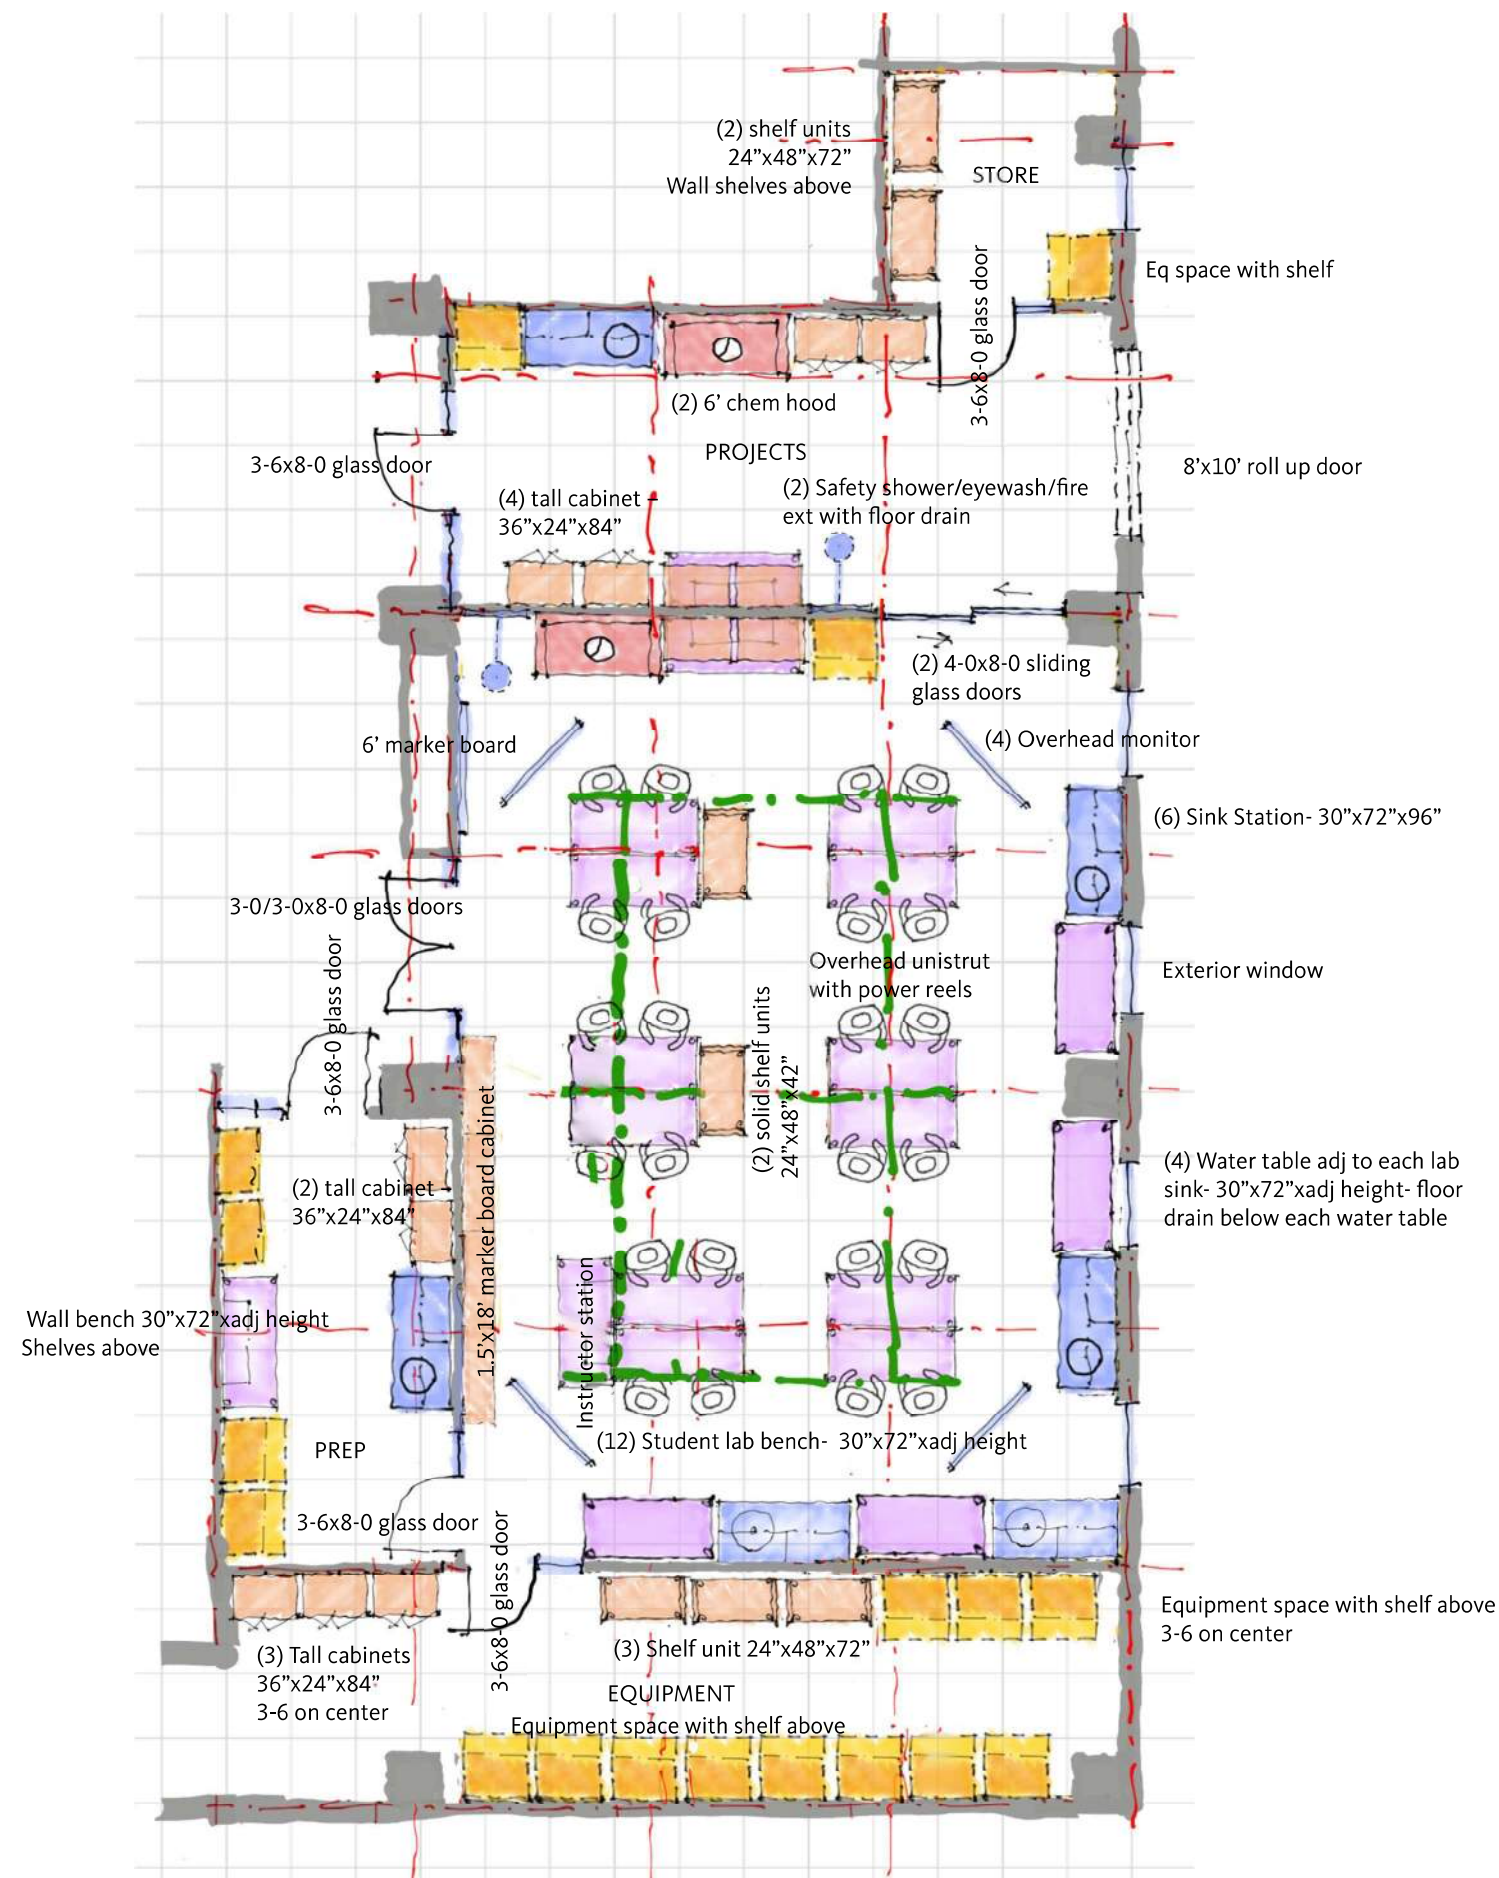 (2) shelf units
24”x48”x72”
Wall shelves above
STORE
Eq space with shelf
3-6x8-0 glass door
(2) 6’ chem hood
PROJECTS
3-6x8-0 glass door
8’x10’ roll up door
(4) tall cabinet -
36”x24”x84”
(2) Safety shower/eyewash/fire
ext with floor drain
(2) 4-0x8-0 sliding
glass doors
6’ marker board
(4) Overhead monitor
(6) Sink Station- 30”x72”x96”
3-0/3-0x8-0 glass doors
Overhead unistrut
with power reels
Exterior window
3-6x8-0 glass door
(2) solid shelf units
24”x48”x42”
1.5’x18’ marker board cabinet
(2) tall cabinet -
36”x24”x84”
(4) Water table adj to each lab
sink- 30”x72”xadj height- floor
drain below each water table
Wall bench 30”x72”xadj height
Shelves above
Instructor station
(12) Student lab bench- 30”x72”xadj height
PREP
3-6x8-0 glass door
3-6x8-0 glass door
Equipment space with shelf above
3-6 on center
(3) Tall cabinets
36”x24”x84”
3-6 on center
(3) Shelf unit 24”x48”x72”
EQUIPMENT
Equipment space with shelf above